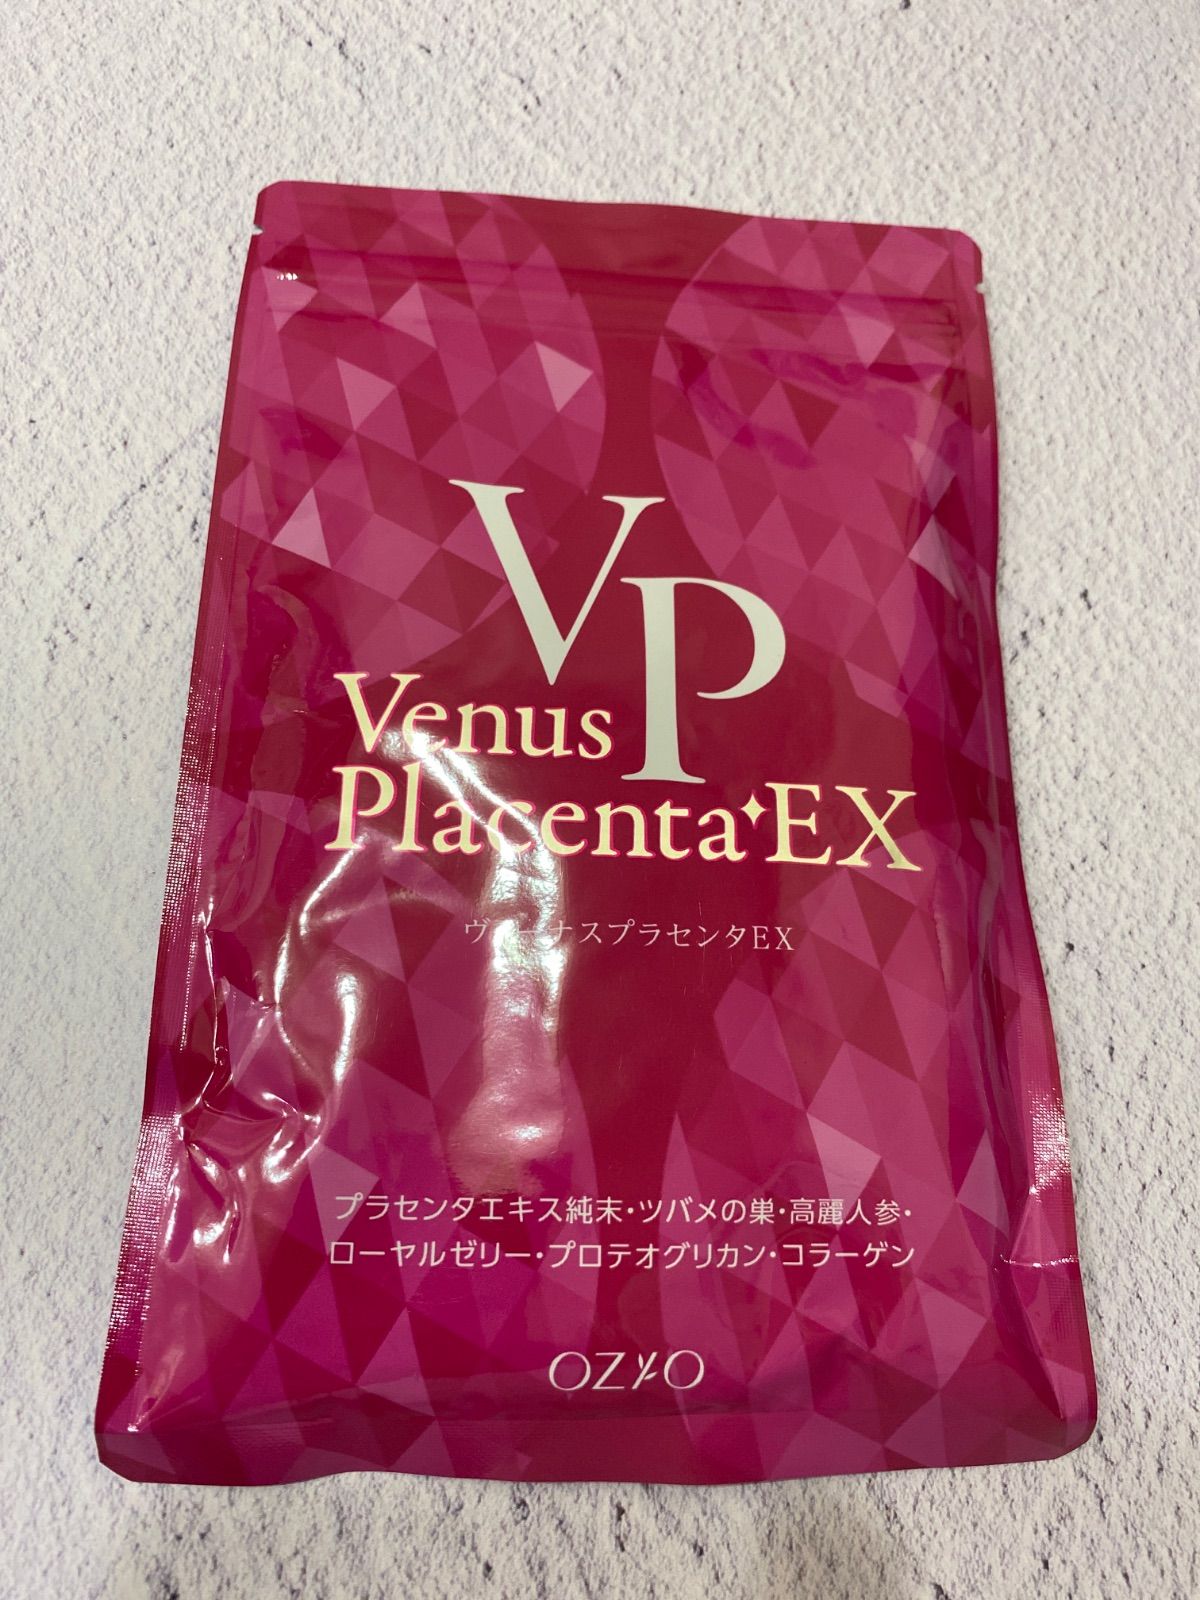 VP
Venus
Placenta✦EX
ヴィーナスプラセンタEX
プラセンタエキス純末・ツバメの巣・高麗人参・
ローヤルゼリー・プロテオグリカン・コラーゲン
OZIO